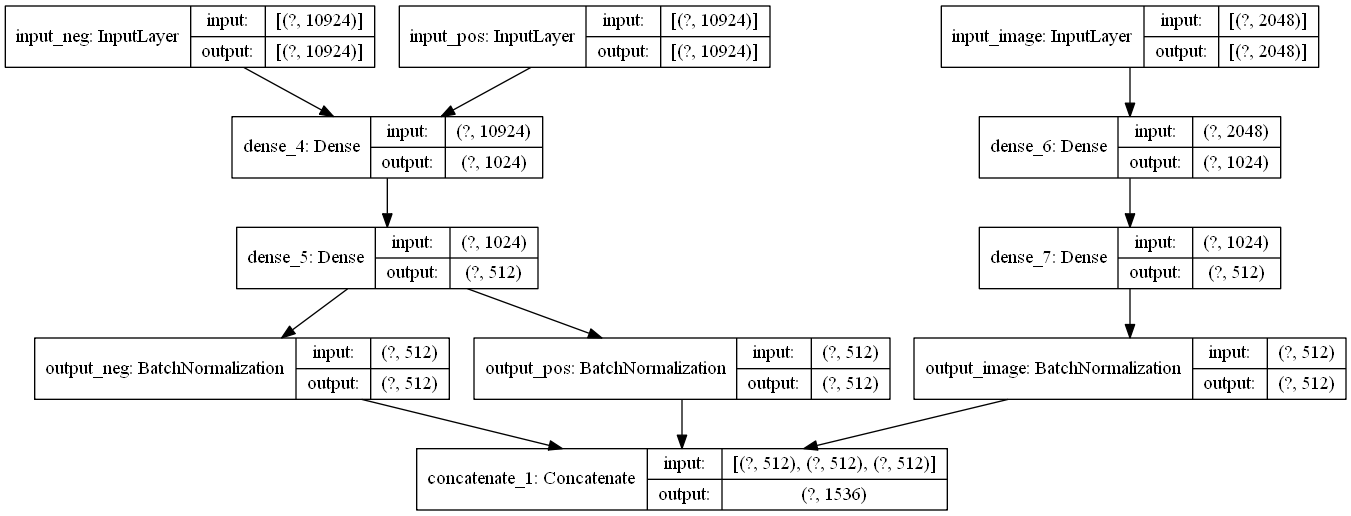 input_neg: InputLayer input: [(?, 10924)]
output: [(?, 10924)]
input_pos: InputLayer input: [(?, 10924)]
output: [(?, 10924)]
input_image: InputLayer input: [(?, 2048)]
output: [(?, 2048)]
dense_4: Dense input: (?, 10924)
output: (?, 1024)
dense_6: Dense input: (?, 2048)
output: (?, 1024)
dense_5: Dense input: (?, 1024)
output: (?, 512)
dense_7: Dense input: (?, 1024)
output: (?, 512)
output_neg: BatchNormalization input: (?, 512)
output: (?, 512)
output_pos: BatchNormalization input: (?, 512)
output: (?, 512)
output_image: BatchNormalization input: (?, 512)
output: (?, 512)
concatenate_1: Concatenate input: [(?, 512), (?, 512), (?, 512)]
output: (?, 1536)